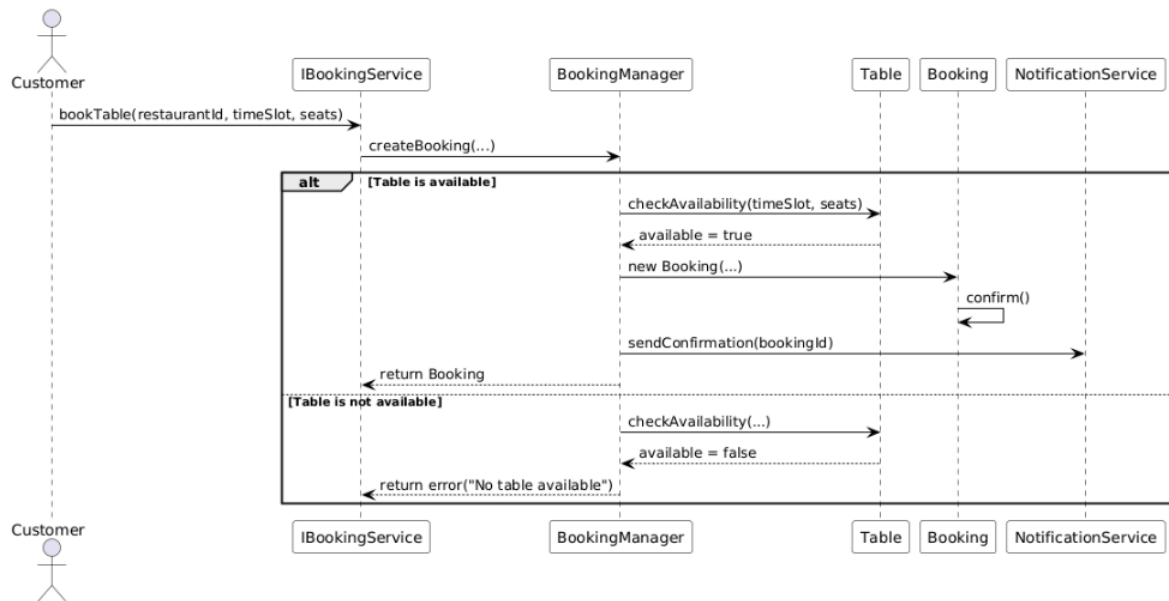 Customer
IBookingService
BookingManager
Table
Booking
NotificationService
bookTable(restaurantId, timeSlot, seats)
createBooking(...)
alt
[Table is available]
checkAvailability(timeSlot, seats)
available = true
new Booking(...)
confirm()
sendConfirmation(bookingId)
return Booking
[Table is not available]
checkAvailability(...)
available = false
return error("No table available")
Customer
IBookingService
BookingManager
Table
Booking
NotificationService